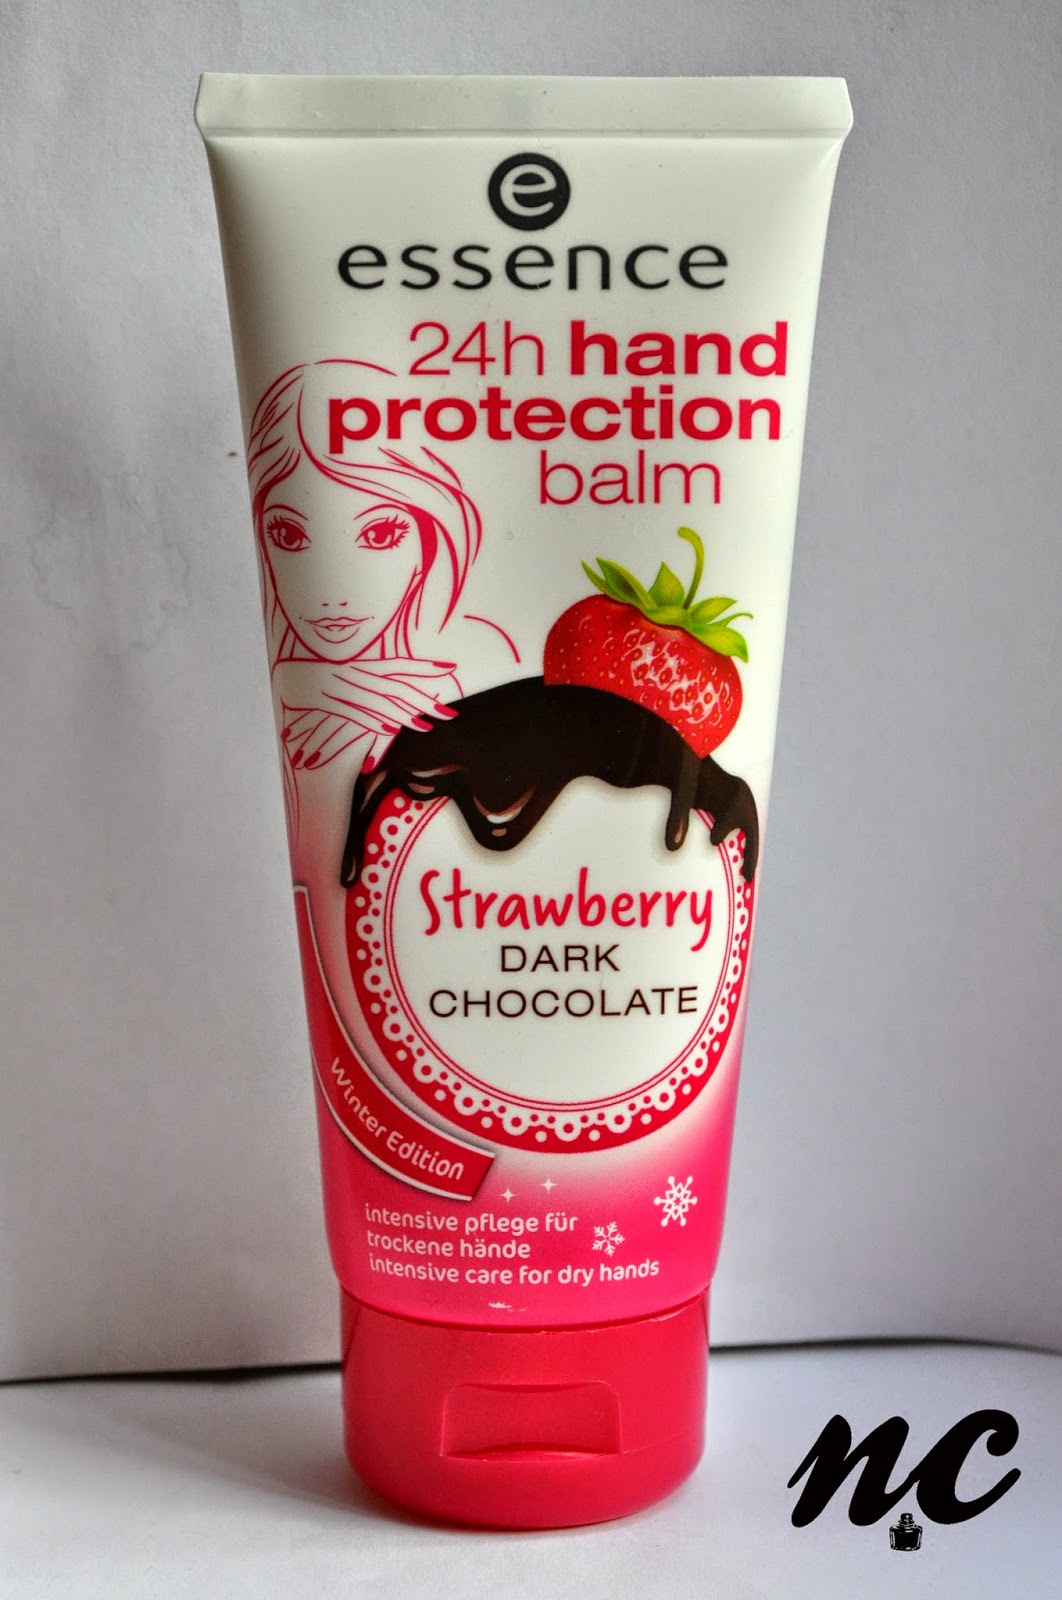 e
essence
24h hand
protection
balm
Strawberry
DARK
CHOCOLATE
Winter Edition
intensive pflege für
trockene hände
intensive care for dry hands
nc